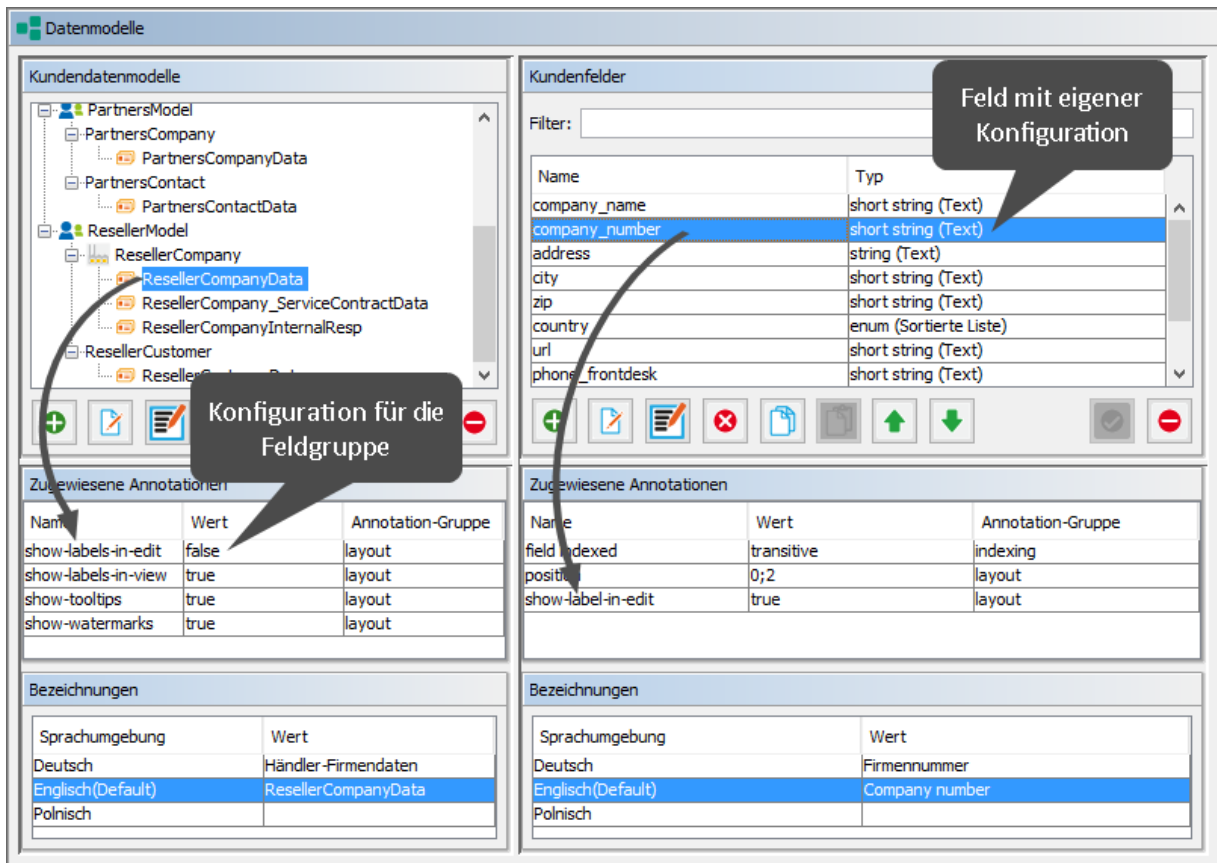 Datenmodelle
Kundendatenmodelle
PartnersModel
PartnersCompany
PartnersCompanyData
PartnersContact
PartnersContactData
ResellerModel
ResellerCompany
ResellerCompanyData
ResellerCompany_ServiceContractData
ResellerCompanyInternalResp
ResellerCustomer
Konfiguration für die
Feldgruppe
Kundenfelder
Feld mit eigener
Konfiguration
Filter:
Name Typ
company_name short string (Text)
company_number short string (Text)
address string (Text)
city short string (Text)
zip short string (Text)
country enum (Sortierte Liste)
url short string (Text)
phone_frontdesk short string (Text)
Zugewiesene Annotationen
Name Wert Annotation-Gruppe
show-labels-in-edit false layout
show-labels-in-view true layout
show-tooltips true layout
show-watermarks true layout
Zugewiesene Annotationen
Name Wert Annotation-Gruppe
field indexed transitive indexing
position 0;2 layout
show-label-in-edit true layout
Bezeichnungen
Sprachumgebung Wert
Deutsch Händler-Firmendaten
Englisch(Default) ResellerCompanyData
Polnisch
Bezeichnungen
Sprachumgebung Wert
Deutsch Firmennummer
Englisch(Default) Company number
Polnisch